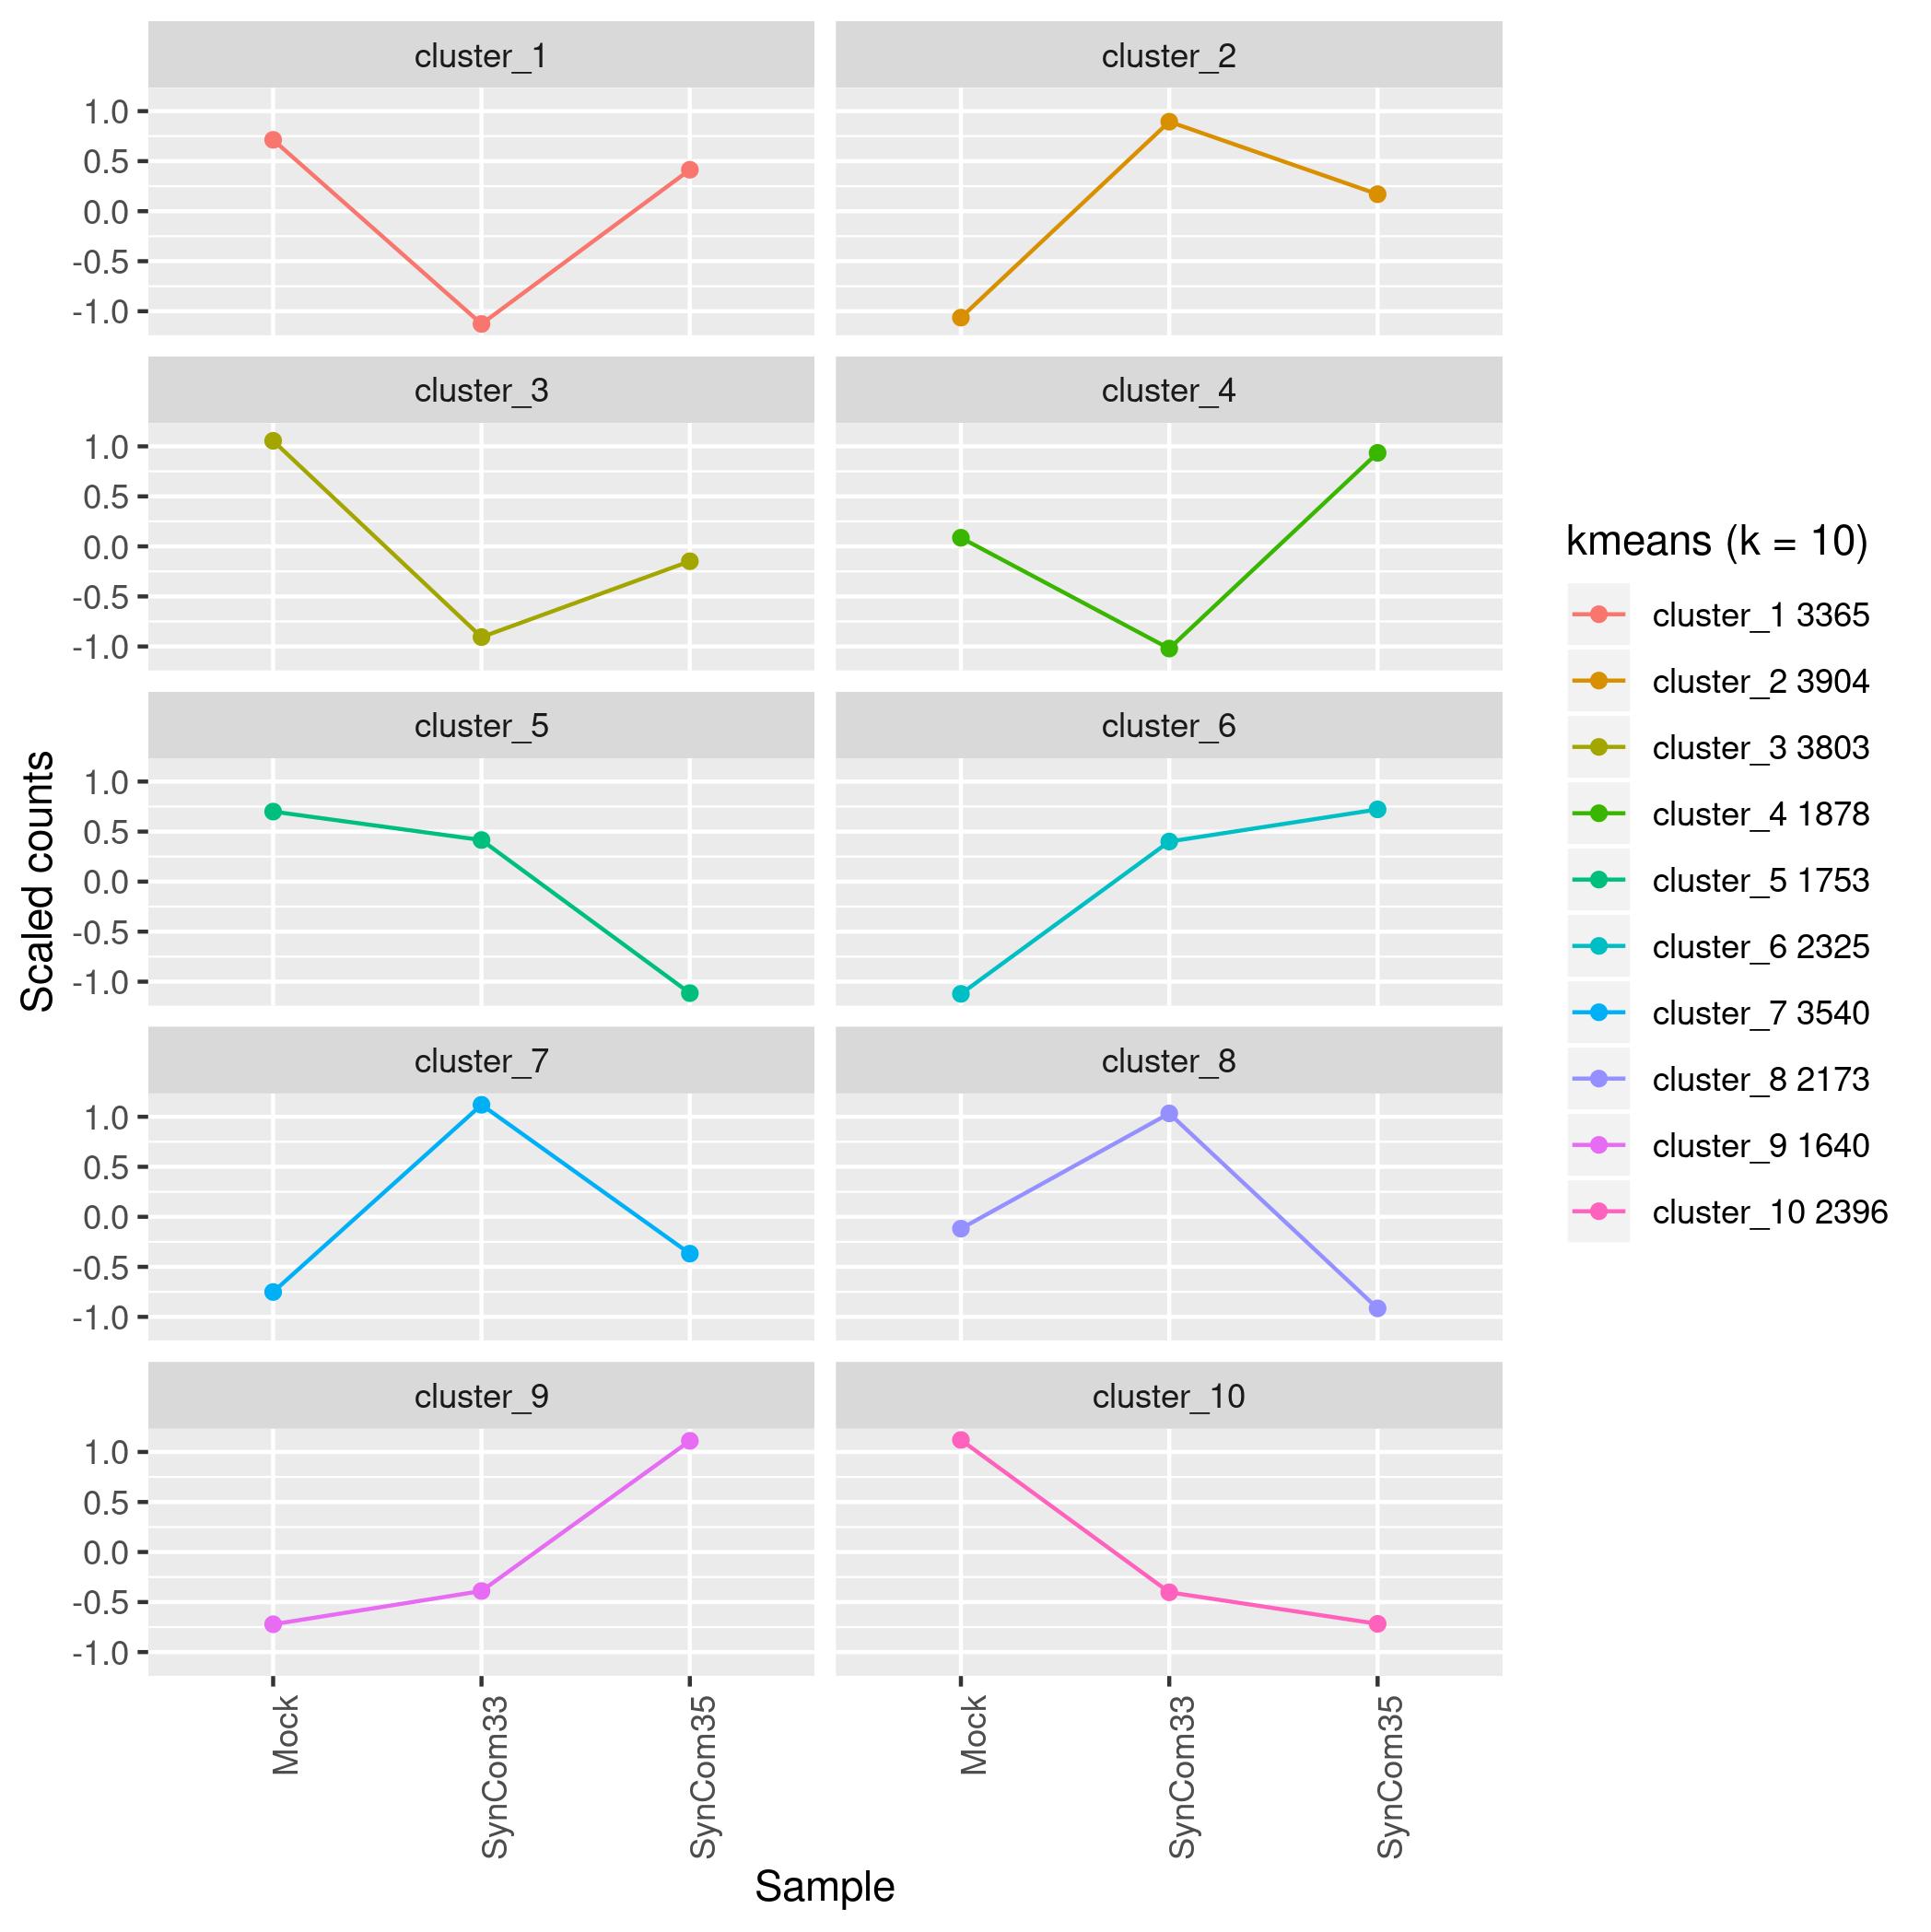 cluster_1
cluster_2
1.0
0.5
0.0
-0.5
-1.0
cluster_3
cluster_4
1.0
0.5
0.0
-0.5
-1.0
cluster_5
cluster_6
1.0
0.5
0.0
-0.5
-1.0
cluster_7
cluster_8
1.0
0.5
0.0
-0.5
-1.0
cluster_9
cluster_10
1.0
0.5
0.0
-0.5
-1.0
Mock
SynCom33
SynCom35
Mock
SynCom33
SynCom35
Sample
Scaled counts
kmeans (k = 10)
cluster_1 3365
cluster_2 3904
cluster_3 3803
cluster_4 1878
cluster_5 1753
cluster_6 2325
cluster_7 3540
cluster_8 2173
cluster_9 1640
cluster_10 2396